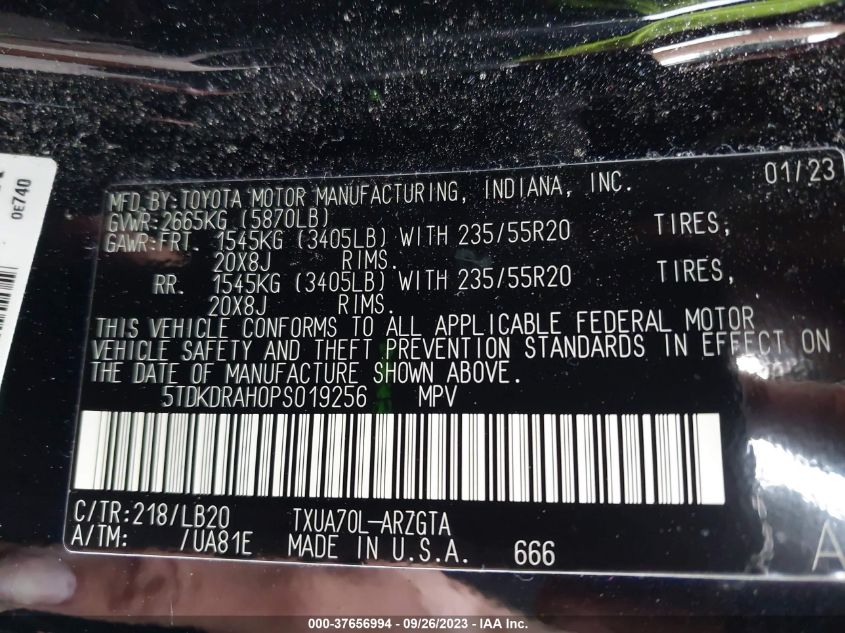 0E740
MFD.BY:TOYOTA MOTOR MANUFACTURING, INDIANA, INC. 01/23
GVWR:2665KG (5870LB)
GAWR:FRT. 1545KG (3405LB) WITH 235/55R20 TIRES,
20X8J RIMS.
RR. 1545KG (3405LB) WITH 235/55R20 TIRES,
20X8J RIMS.
THIS VEHICLE CONFORMS TO ALL APPLICABLE FEDERAL MOTOR
VEHICLE SAFETY AND THEFT PREVENTION STANDARDS IN EFFECT ON
THE DATE OF MANUFACTURE SHOWN ABOVE.
5TDKDRAH0PS019256 MPV
C/TR:218/LB20 TXUA70L-ARZGTA
A/TM: /UA81E MADE IN U.S.A. 666
A
000-37656994 — 09/26/2023 — Copyright © 2023 — IAA Inc.